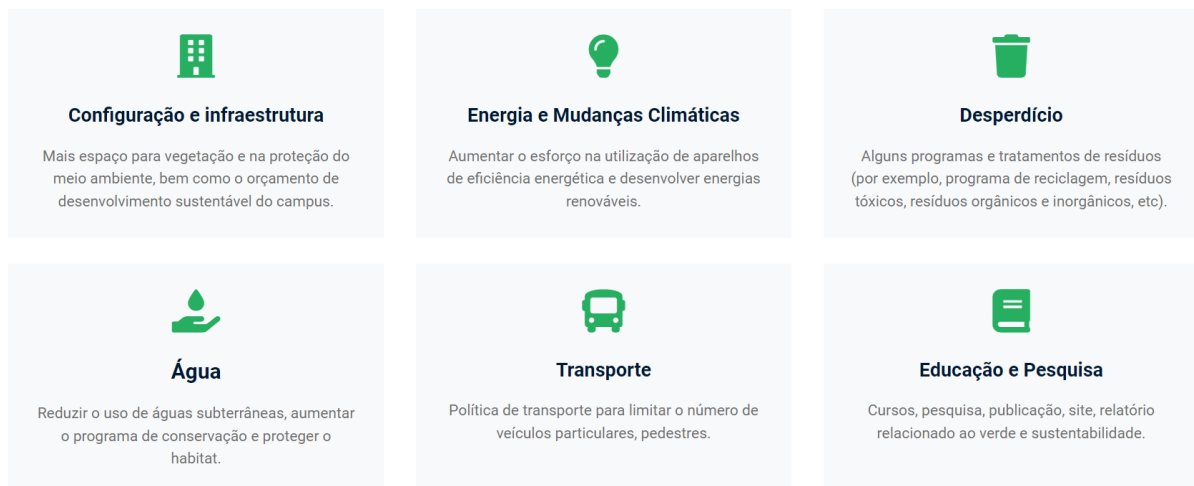 Configuração e infraestrutura
Mais espaço para vegetação e na proteção do
meio ambiente, bem como o orçamento de
desenvolvimento sustentável do campus.
Energia e Mudanças Climáticas
Aumentar o esforço na utilização de aparelhos
de eficiência energética e desenvolver energias
renováveis.
Desperdício
Alguns programas e tratamentos de resíduos
(por exemplo, programa de reciclagem, resíduos
tóxicos, resíduos orgânicos e inorgânicos, etc).
Água
Reduzir o uso de águas subterrâneas, aumentar
o programa de conservação e proteger o
habitat.
Transporte
Política de transporte para limitar o número de
veículos particulares, pedestres.
Educação e Pesquisa
Cursos, pesquisa, publicação, site, relatório
relacionado ao verde e sustentabilidade.